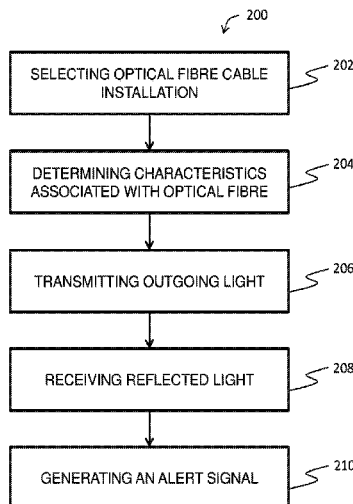 200
SELECTING OPTICAL FIBRE CABLE
INSTALLATION
202
DETERMINING CHARACTERISTICS
ASSOCIATED WITH OPTICAL FIBRE
204
TRANSMITTING OUTGOING LIGHT
206
RECEIVING REFLECTED LIGHT
208
GENERATING AN ALERT SIGNAL
210